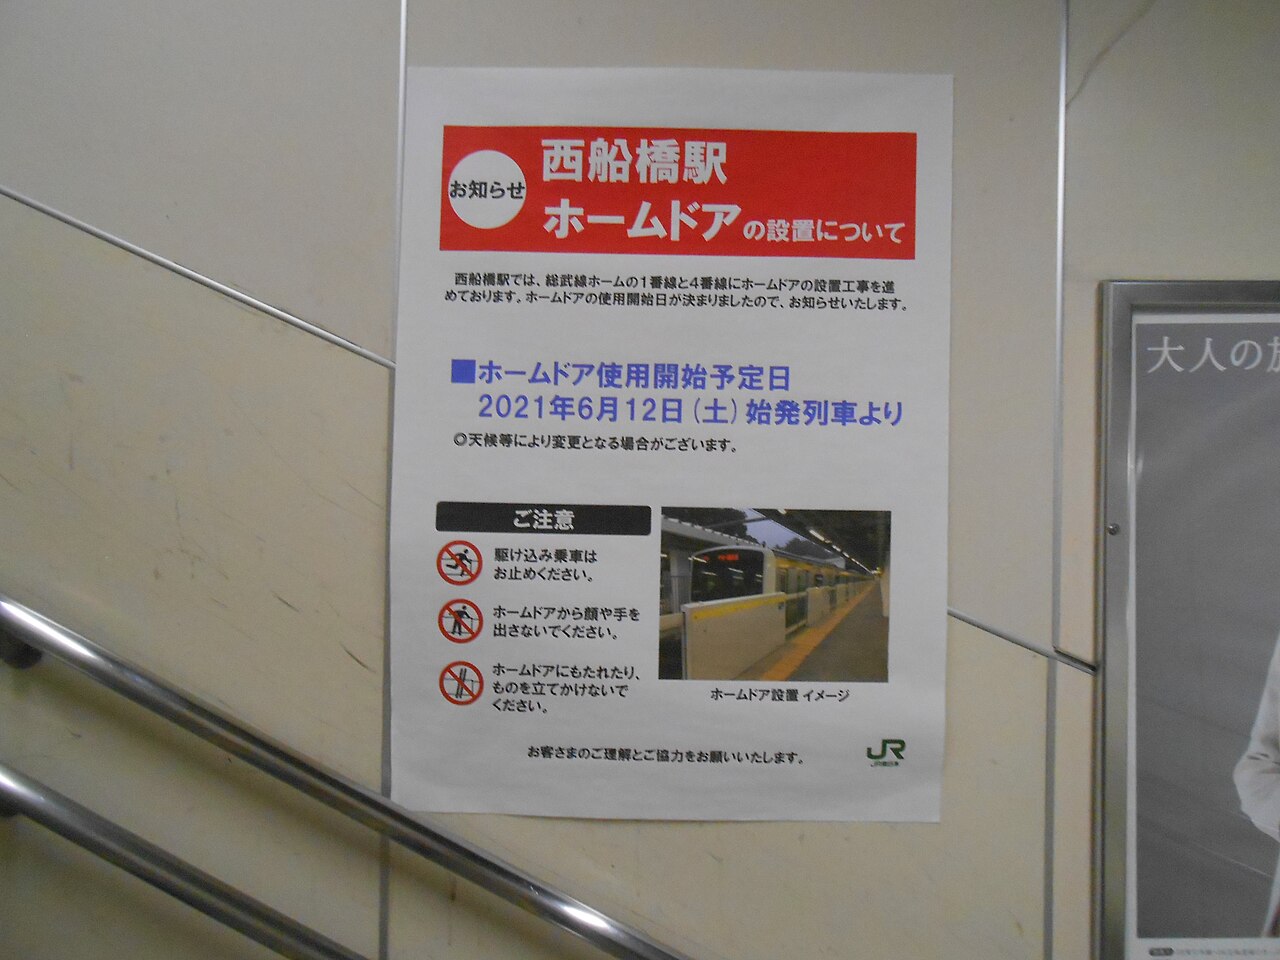 お知らせ
西船橋駅
ホームドアの設置について
西船橋駅では、総武線ホームの1番線と4番線にホームドアの設置工事を進
めております。ホームドアの使用開始日が決まりましたので、お知らせいたします。
■ホームドア使用開始予定日
2021年6月12日(土)始発列車より
◎天候等により変更となる場合がございます。
ご注意
駆け込み乗車は
お止めください。
ホームドアから顔や手を
出さないでください。
ホームドアにもたれたり、
ものを立てかけないで
ください。
ホームドア設置 イメージ
お客さまのご理解とご協力をお願いいたします。
JR
JR東日本
大人の